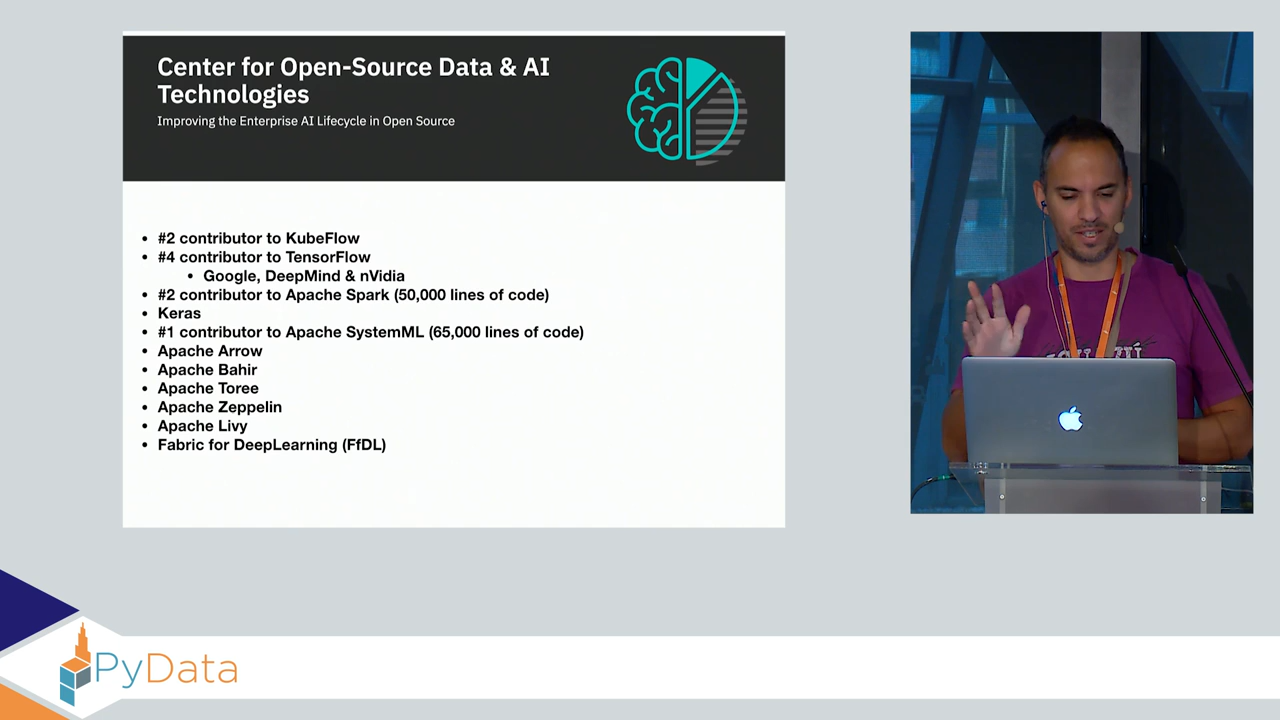 Center for Open-Source Data & AI
Technologies
Improving the Enterprise AI Lifecycle in Open Source
• #2 contributor to KubeFlow
• #4 contributor to TensorFlow
• Google, DeepMind & nVidia
• #2 contributor to Apache Spark (50,000 lines of code)
• Keras
• #1 contributor to Apache SystemML (65,000 lines of code)
• Apache Arrow
• Apache Bahir
• Apache Toree
• Apache Zeppelin
• Apache Livy
• Fabric for DeepLearning (FfDL)
PyData